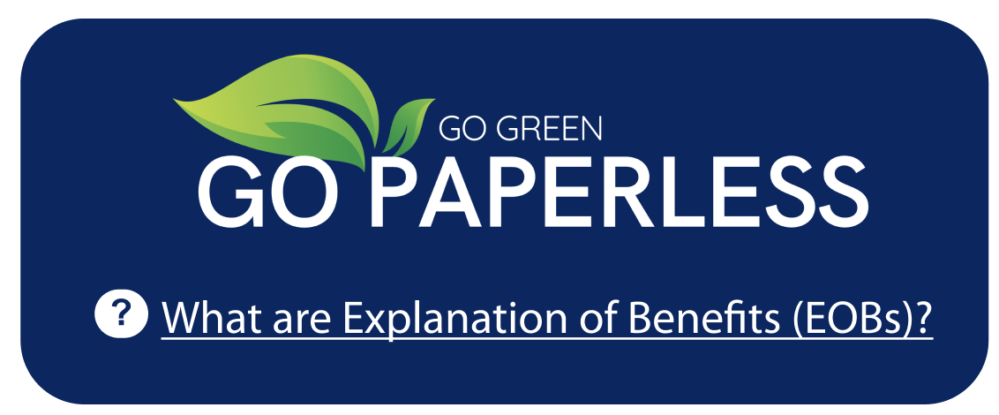 GO GREEN
GO PAPERLESS
? What are Explanation of Benefits (EOBs)?